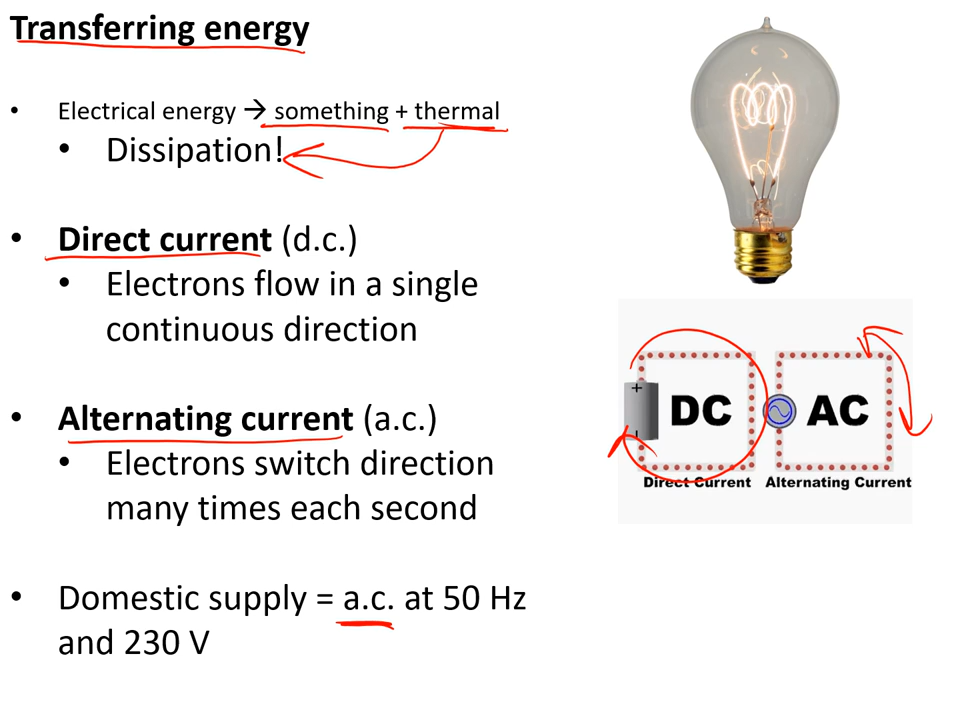 Transferring energy
• Electrical energy → something + thermal
• Dissipation!
• Direct current (d.c.)
• Electrons flow in a single
continuous direction
• Alternating current (a.c.)
• Electrons switch direction
many times each second
• Domestic supply = a.c. at 50 Hz
and 230 V
+
DC
AC
-
Direct Current
Alternating Current